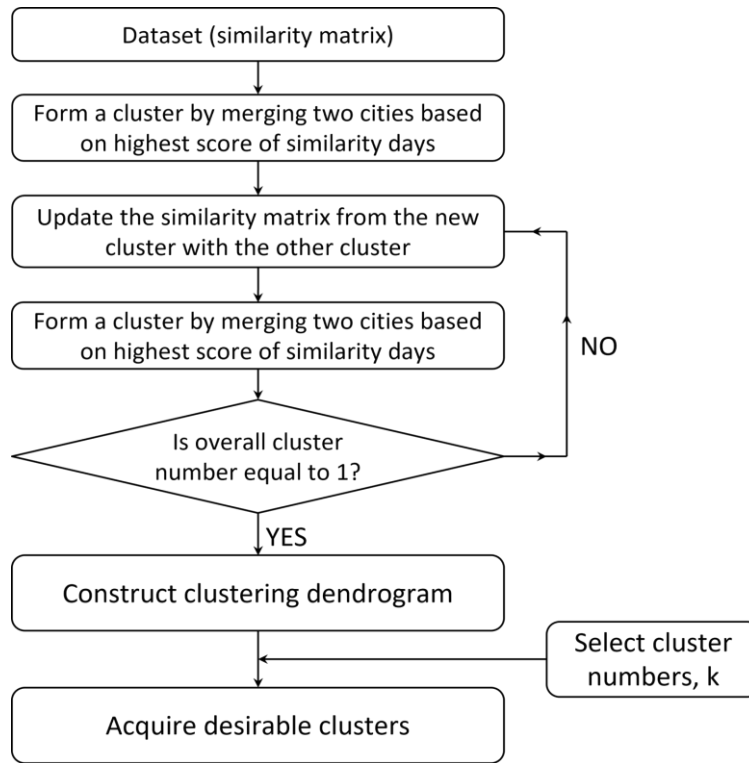 Dataset (similarity matrix)
Form a cluster by merging two cities based
on highest score of similarity days
Update the similarity matrix from the new
cluster with the other cluster
Form a cluster by merging two cities based
on highest score of similarity days
NO
Is overall cluster
number equal to 1?
YES
Construct clustering dendrogram
Select cluster
numbers, k
Acquire desirable clusters